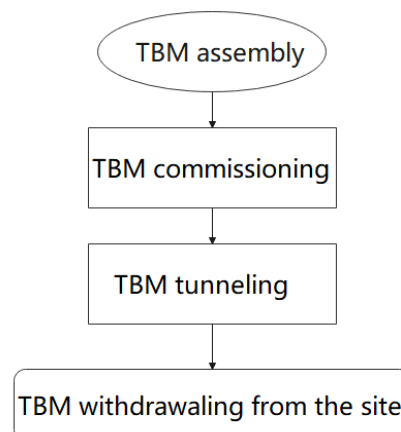 TBM assembly
TBM commissioning
TBM tunneling
TBM withdrawaling from the site